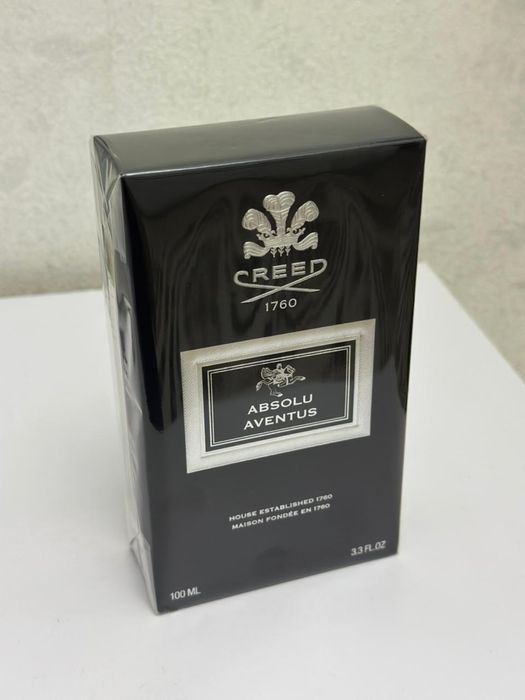 CREED
1760
ABSOLU
AVENTUS
HOUSE ESTABLISHED 1760
MAISON FONDÉE EN 1760
100 ML
3.3 FL.OZ